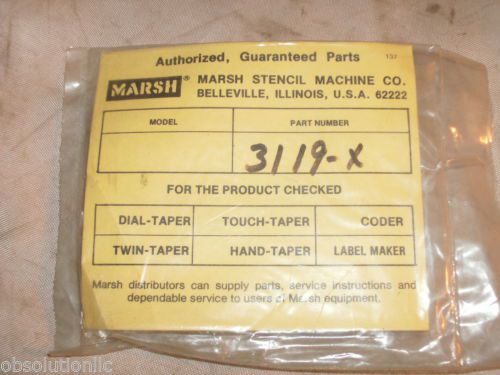 Authorized, Guaranteed Parts 137
MARSH® MARSH STENCIL MACHINE CO.
BELLEVILLE, ILLINOIS, U.S.A. 62222
MODEL PART NUMBER
3119-X
FOR THE PRODUCT CHECKED
DIAL-TAPER TOUCH-TAPER CODER
TWIN-TAPER HAND-TAPER LABEL MAKER
Marsh distributors can supply parts, service instructions and
dependable service to users of Marsh equipment.
obsolutionllc